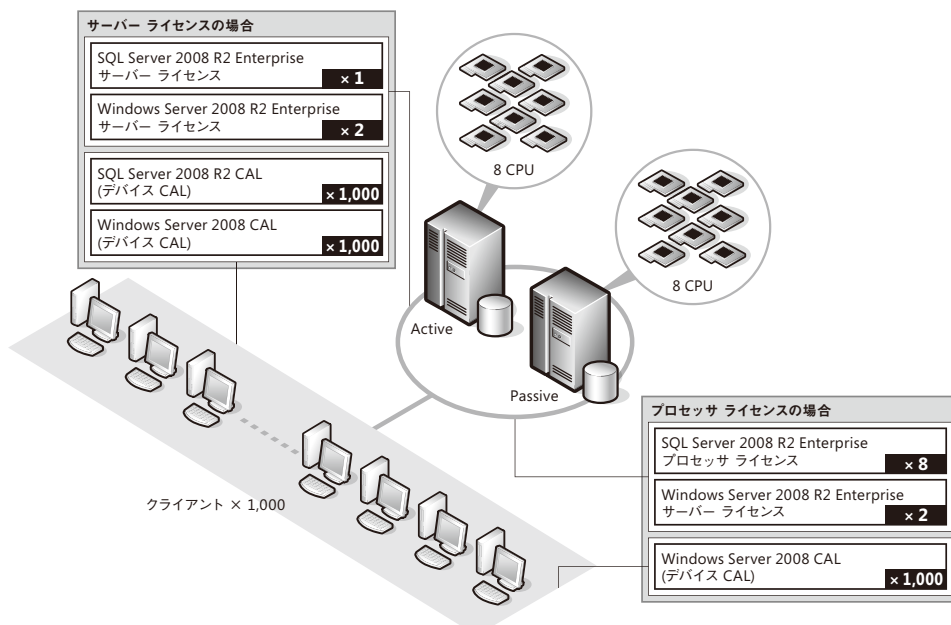 サーバー ライセンスの場合
SQL Server 2008 R2 Enterprise
サーバー ライセンス
× 1
Windows Server 2008 R2 Enterprise
サーバー ライセンス
× 2
SQL Server 2008 R2 CAL
(デバイス CAL)
× 1,000
Windows Server 2008 CAL
(デバイス CAL)
× 1,000
8 CPU
8 CPU
Active
Passive
クライアント × 1,000
プロセッサ ライセンスの場合
SQL Server 2008 R2 Enterprise
プロセッサ ライセンス
× 8
Windows Server 2008 R2 Enterprise
サーバー ライセンス
× 2
Windows Server 2008 CAL
(デバイス CAL)
× 1,000